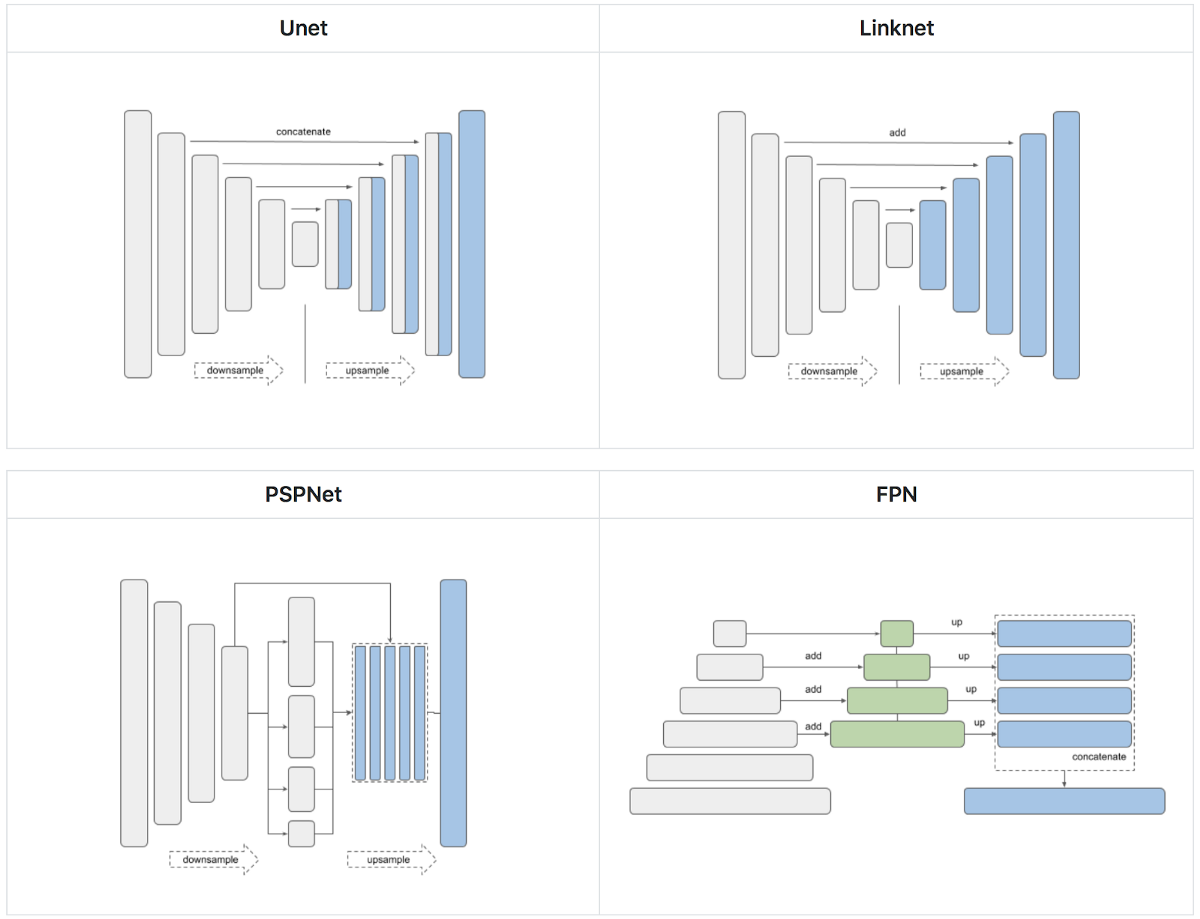 Unet
Linknet
concatenate
downsample
upsample
add
downsample
upsample
PSPNet
FPN
downsample
upsample
up
add
up
add
up
add
up
concatenate